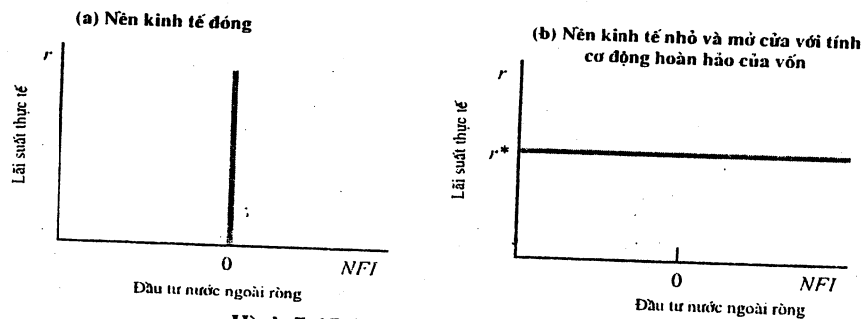 (a) Nền kinh tế đóng
r
Lãi suất thực tế
0
NFI
Đầu tư nước ngoài ròng
(b) Nền kinh tế nhỏ và mở cửa với tính
cơ động hoàn hảo của vốn
r
r*
Lãi suất thực tế
0
NFI
Đầu tư nước ngoài ròng